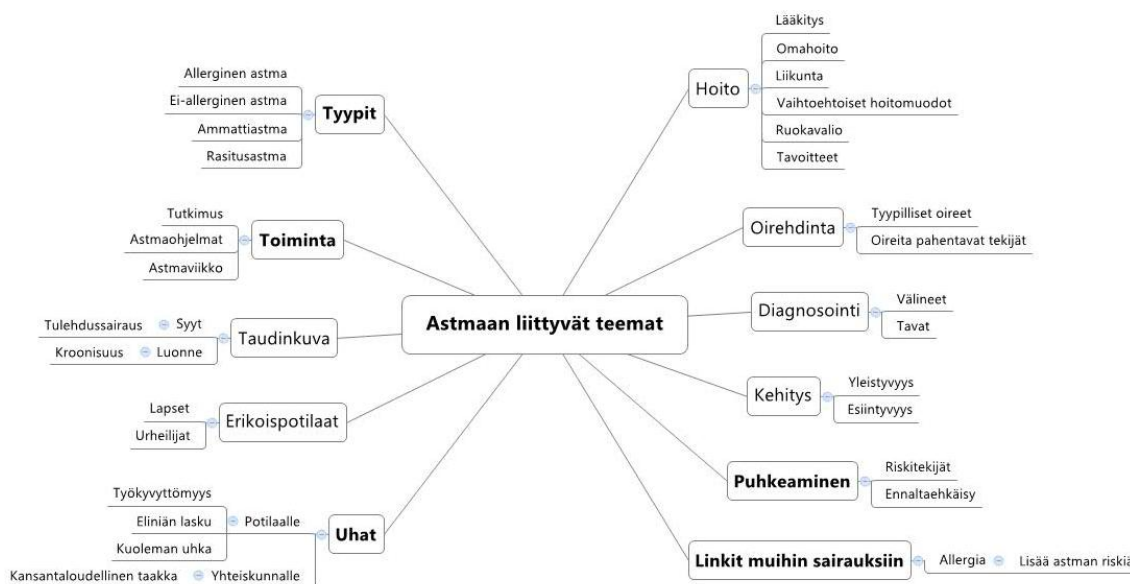 Astmaan liittyvät teemat
Tyypit
Allerginen astma
Ei-allerginen astma
Ammattiastma
Rasitusastma
Toiminta
Tutkimus
Astmaohjelmat
Astmaviikko
Taudinkuva
Tulehdussairaus
Syyt
Kroonisuus
Luonne
Erikoispotilaat
Lapset
Urheilijat
Uhat
Potilaalle
Työkyvyttömyys
Eliniän lasku
Kuoleman uhka
Yhteiskunnalle
Kansantaloudellinen taakka
Hoito
Lääkitys
Omahoito
Liikunta
Vaihtoehtoiset hoitomuodot
Ruokavalio
Tavoitteet
Oirehdinta
Tyypilliset oireet
Oireita pahentavat tekijät
Diagnosointi
Välineet
Tavat
Kehitys
Yleistyvyys
Esiintyvyys
Puhkeaminen
Riskitekijät
Ennaltaehkäisy
Linkit muihin sairauksiin
Allergia
Lisää astman riskiä